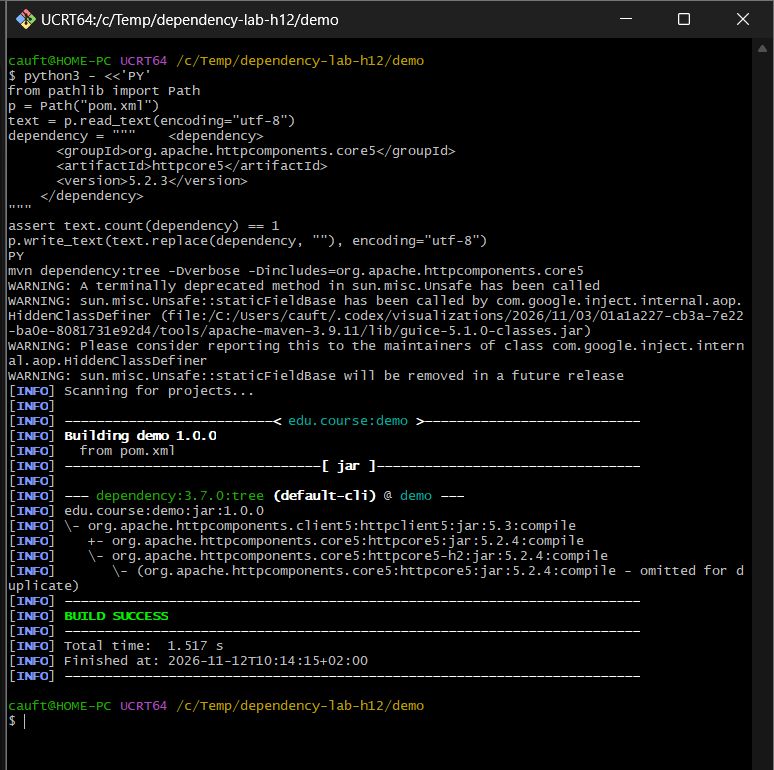 UCRT64:/c/Temp/dependency-lab-h12/demo
cauft@HOME-PC UCRT64 /c/Temp/dependency-lab-h12/demo
$ python3 - <<'PY'
from pathlib import Path
p = Path("pom.xml")
text = p.read_text(encoding="utf-8")
dependency = """    <dependency>
      <groupId>org.apache.httpcomponents.core5</groupId>
      <artifactId>httpcore5</artifactId>
      <version>5.2.3</version>
    </dependency>
"""
assert text.count(dependency) == 1
p.write_text(text.replace(dependency, ""), encoding="utf-8")
PY
mvn dependency:tree -Dverbose -Dincludes=org.apache.httpcomponents.core5
WARNING: A terminally deprecated method in sun.misc.Unsafe has been called
WARNING: sun.misc.Unsafe::staticFieldBase has been called by com.google.inject.internal.aop.
HiddenClassDefiner (file:/C:/Users/cauft/.codex/visualizations/2026/11/03/01a1a227-cb3a-7e22
-ba0e-8081731e92d4/tools/apache-maven-3.9.11/lib/guice-5.1.0-classes.jar)
WARNING: Please consider reporting this to the maintainers of class com.google.inject.intern
al.aop.HiddenClassDefiner
WARNING: sun.misc.Unsafe::staticFieldBase will be removed in a future release
[INFO] Scanning for projects...
[INFO]
[INFO] --------------------------< edu.course:demo >---------------------------
[INFO] Building demo 1.0.0
[INFO]   from pom.xml
[INFO] --------------------------------[ jar ]---------------------------------
[INFO]
[INFO] --- dependency:3.7.0:tree (default-cli) @ demo ---
[INFO] edu.course:demo:jar:1.0.0
[INFO] \- org.apache.httpcomponents.client5:httpclient5:jar:5.3:compile
[INFO]    +- org.apache.httpcomponents.core5:httpcore5:jar:5.2.4:compile
[INFO]    \- org.apache.httpcomponents.core5:httpcore5-h2:jar:5.2.4:compile
[INFO]       \- (org.apache.httpcomponents.core5:httpcore5:jar:5.2.4:compile - omitted for d
uplicate)
[INFO] ------------------------------------------------------------------------
[INFO] BUILD SUCCESS
[INFO] ------------------------------------------------------------------------
[INFO] Total time:  1.517 s
[INFO] Finished at: 2026-11-12T10:14:15+02:00
[INFO] ------------------------------------------------------------------------
cauft@HOME-PC UCRT64 /c/Temp/dependency-lab-h12/demo
$